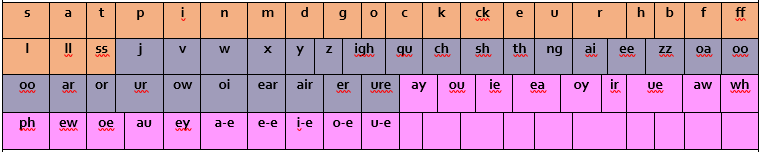 s a t p i n m d g o c k ck e u r h b f ff
l ll ss j v w x y z igh qu ch sh th ng ai ee zz oa oo
oo ar or ur ow oi ear air er ure ay ou ie ea oy ir ue aw wh
ph ew oe au ey a-e e-e i-e o-e u-e